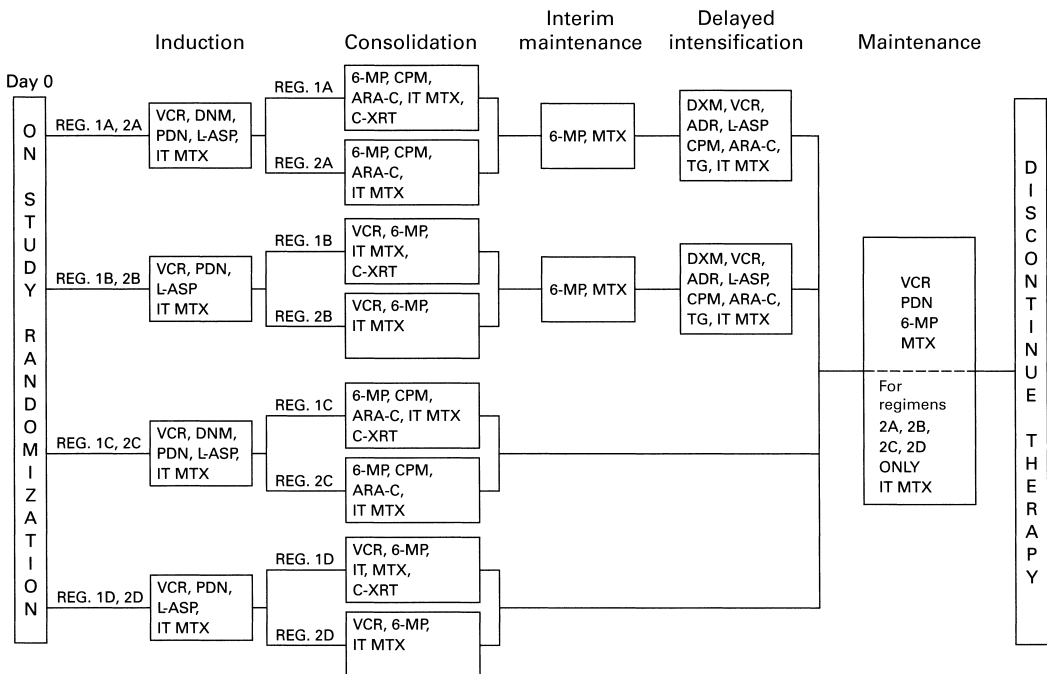 Induction
Consolidation
Interim
maintenance
Delayed
intensification
Maintenance
Day 0
ON STUDY RANDOMIZATION
REG. 1A, 2A
VCR, DNM,
PDN, L-ASP,
IT MTX
REG. 1A
6-MP, CPM,
ARA-C, IT MTX,
C-XRT
REG. 2A
6-MP, CPM,
ARA-C,
IT MTX
6-MP, MTX
DXM, VCR,
ADR, L-ASP
CPM, ARA-C,
TG, IT MTX
REG. 1B, 2B
VCR, PDN,
L-ASP
IT MTX
REG. 1B
VCR, 6-MP,
IT MTX,
C-XRT
REG. 2B
VCR, 6-MP,
IT MTX
6-MP, MTX
DXM, VCR,
ADR, L-ASP,
CPM, ARA-C,
TG, IT MTX
REG. 1C, 2C
VCR, DNM,
PDN, L-ASP,
IT MTX
REG. 1C
6-MP, CPM,
ARA-C, IT MTX
C-XRT
REG. 2C
6-MP, CPM,
ARA-C,
IT MTX
REG. 1D, 2D
VCR, PDN,
L-ASP,
IT MTX
REG. 1D
VCR, 6-MP,
IT, MTX,
C-XRT
REG. 2D
VCR, 6-MP,
IT MTX
VCR
PDN
6-MP
MTX
For
regimens
2A, 2B,
2C, 2D
ONLY
IT MTX
DISCONTINUE THERAPY